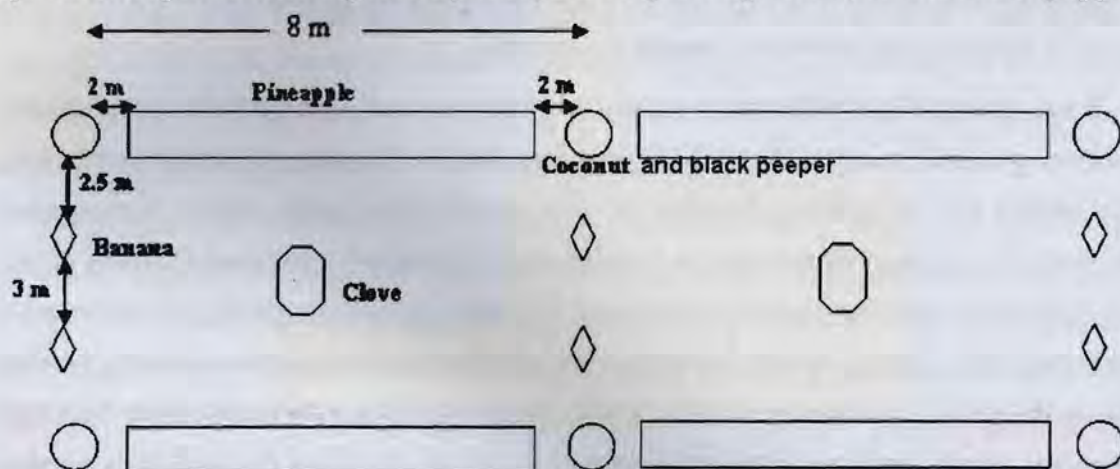 8 m
2 m Pineapple 2 m
Coconut and black peeper
2.5 m
Banana
3 m Clove